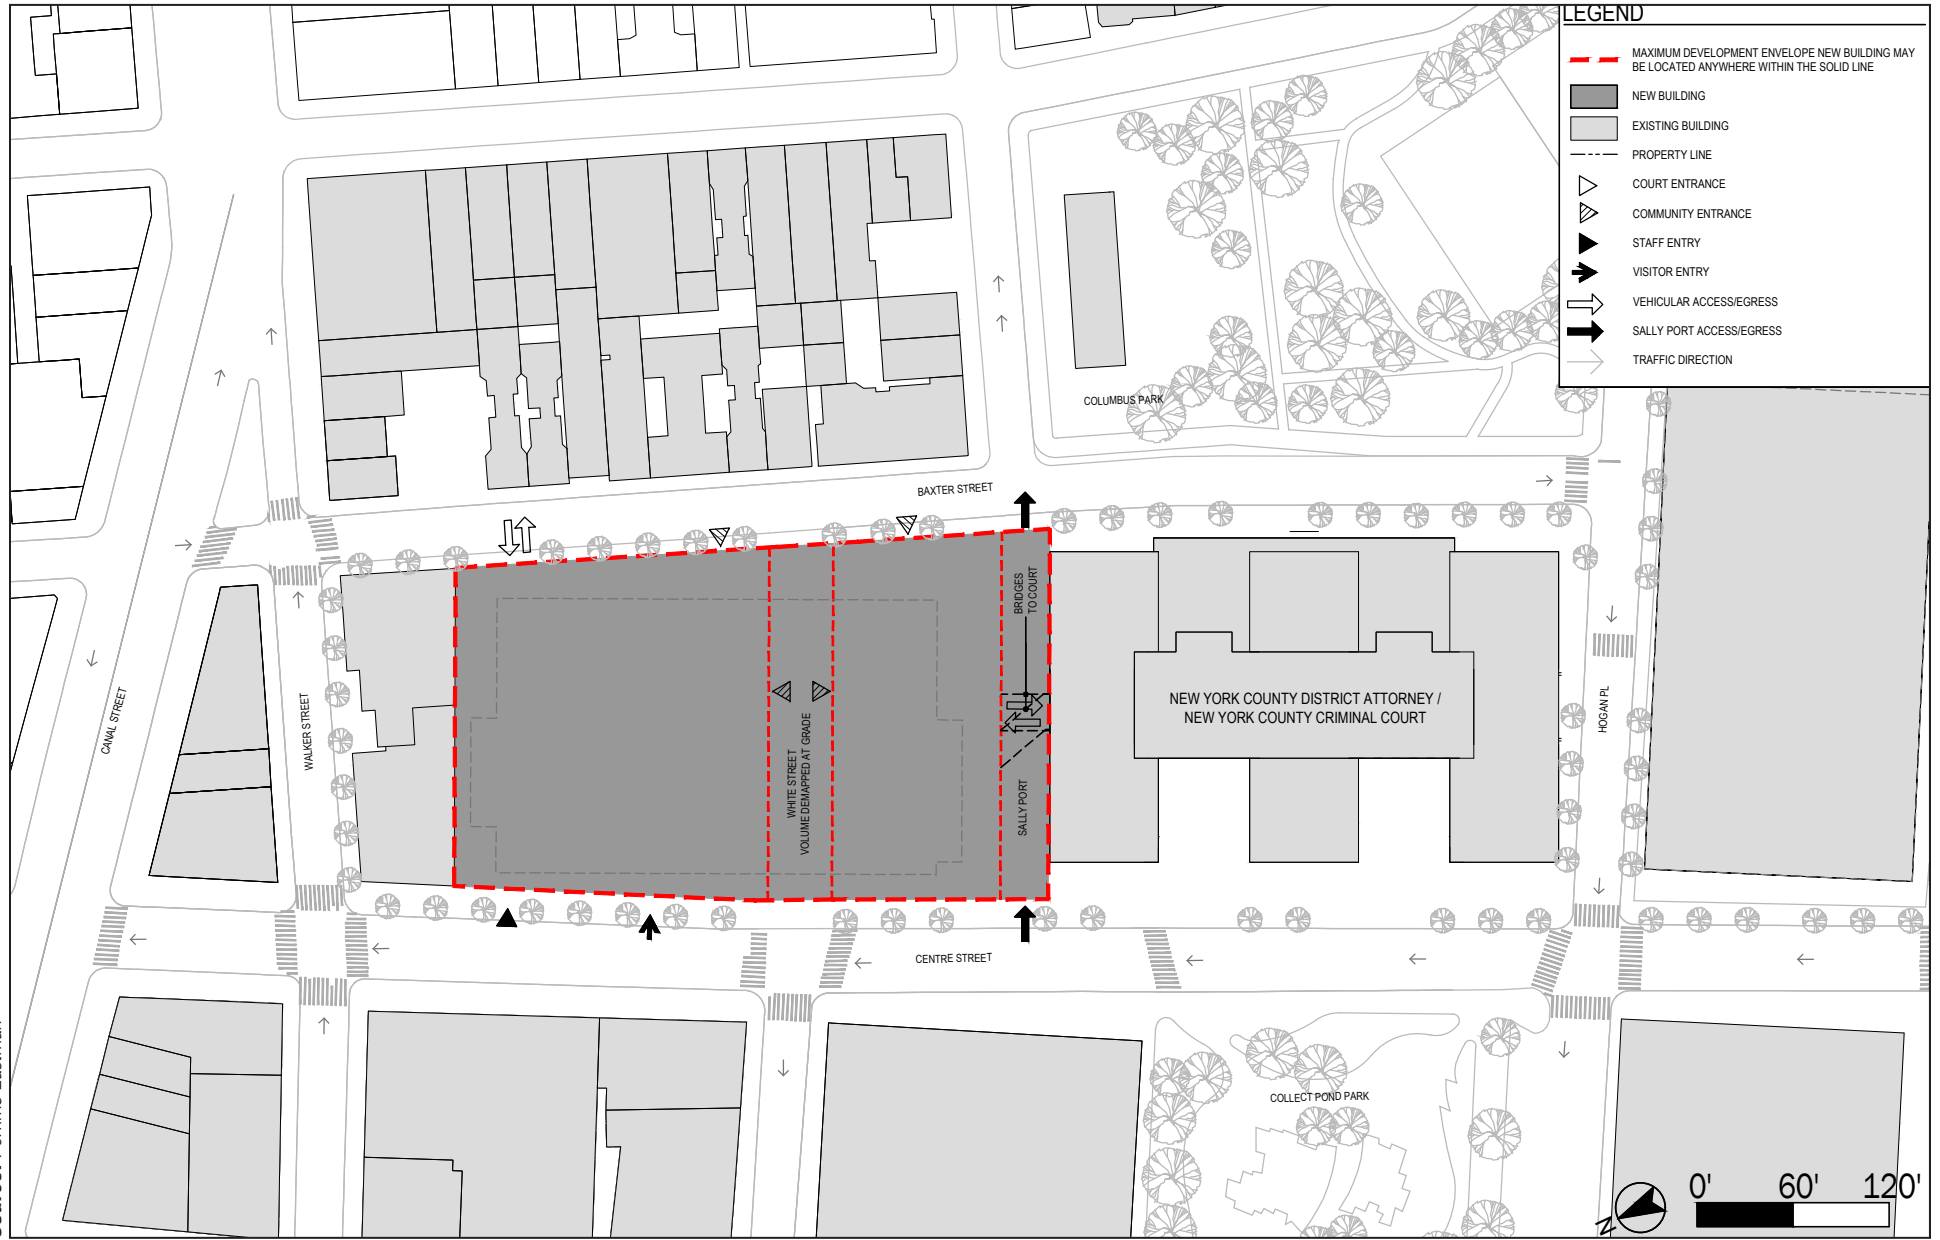 LEGEND
MAXIMUM DEVELOPMENT ENVELOPE NEW BUILDING MAY
BE LOCATED ANYWHERE WITHIN THE SOLID LINE
NEW BUILDING
EXISTING BUILDING
PROPERTY LINE
COURT ENTRANCE
COMMUNITY ENTRANCE
STAFF ENTRY
VISITOR ENTRY
VEHICULAR ACCESS/EGRESS
SALLY PORT ACCESS/EGRESS
TRAFFIC DIRECTION
COLUMBUS PARK
BAXTER STREET
BRIDGES
TO COURT
NEW YORK COUNTY DISTRICT ATTORNEY /
NEW YORK COUNTY CRIMINAL COURT
HOGAN PL
CANAL STREET
WALKER STREET
WHITE STREET
VOLUME DEMAPPED AT GRADE
SALLY PORT
CENTRE STREET
COLLECT POND PARK
N
0' 60' 120'